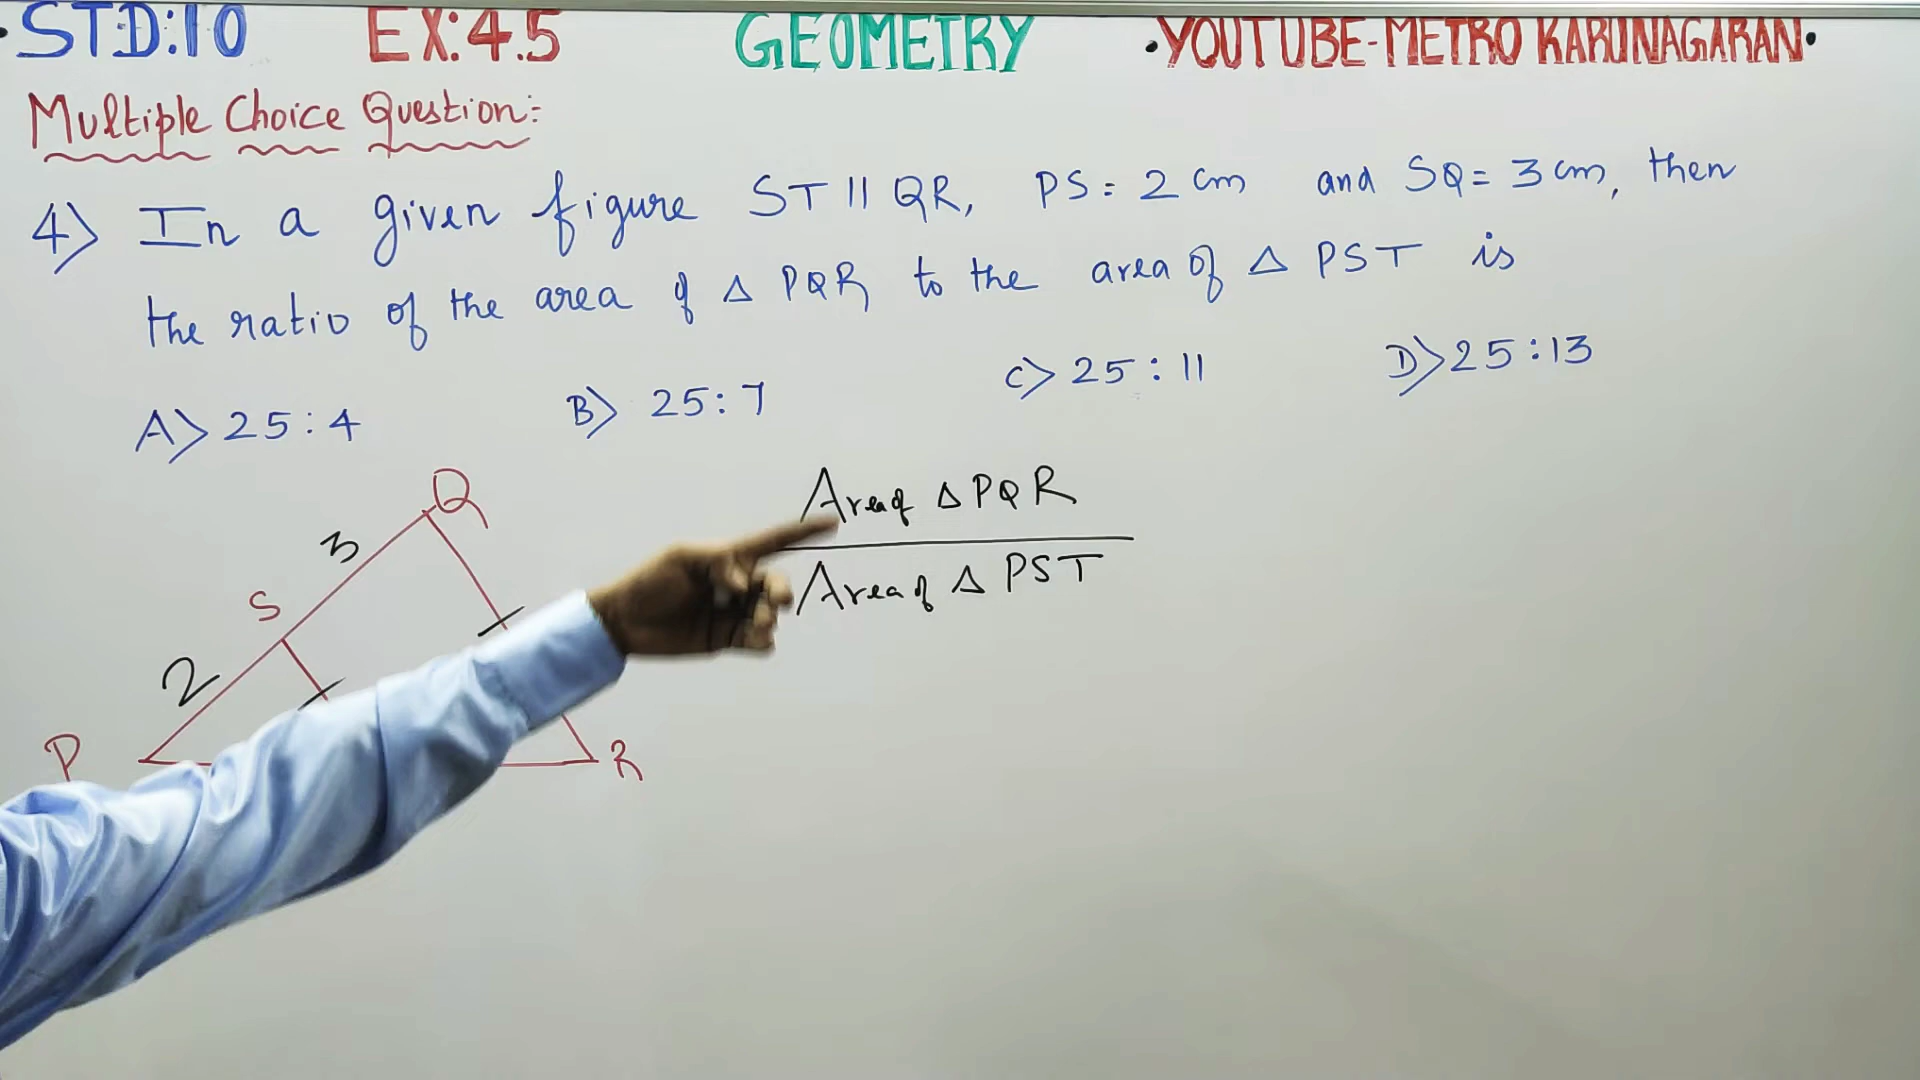 •STD:10 EX:4.5 GEOMETRY •YOUTUBE-METRO KARUNAGARAN•
Multiple Choice Question:-
4) In a given figure ST || QR, PS = 2 cm and SQ = 3 cm, then
the ratio of the area of Δ PQR to the area of Δ PST is
A) 25:4 B) 25:7 C) 25:11 D) 25:13
Q
Area of Δ PQR
3
Area of Δ PST
S
2
P R